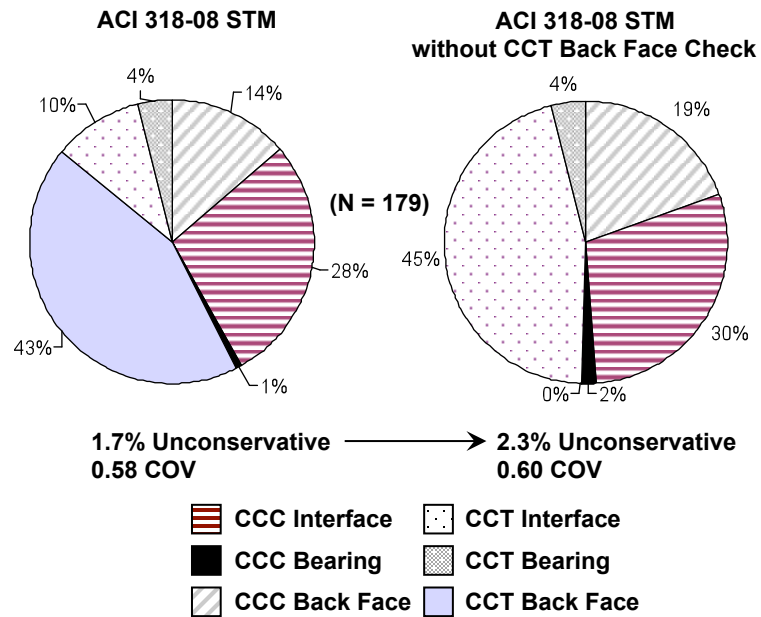 ACI 318-08 STM
ACI 318-08 STM
without CCT Back Face Check
4%
14%
10%
28%
43%
1%
(N = 179)
4%
19%
45%
30%
0%
2%
1.7% Unconservative
0.58 COV
2.3% Unconservative
0.60 COV
CCC Interface
CCT Interface
CCC Bearing
CCT Bearing
CCC Back Face
CCT Back Face